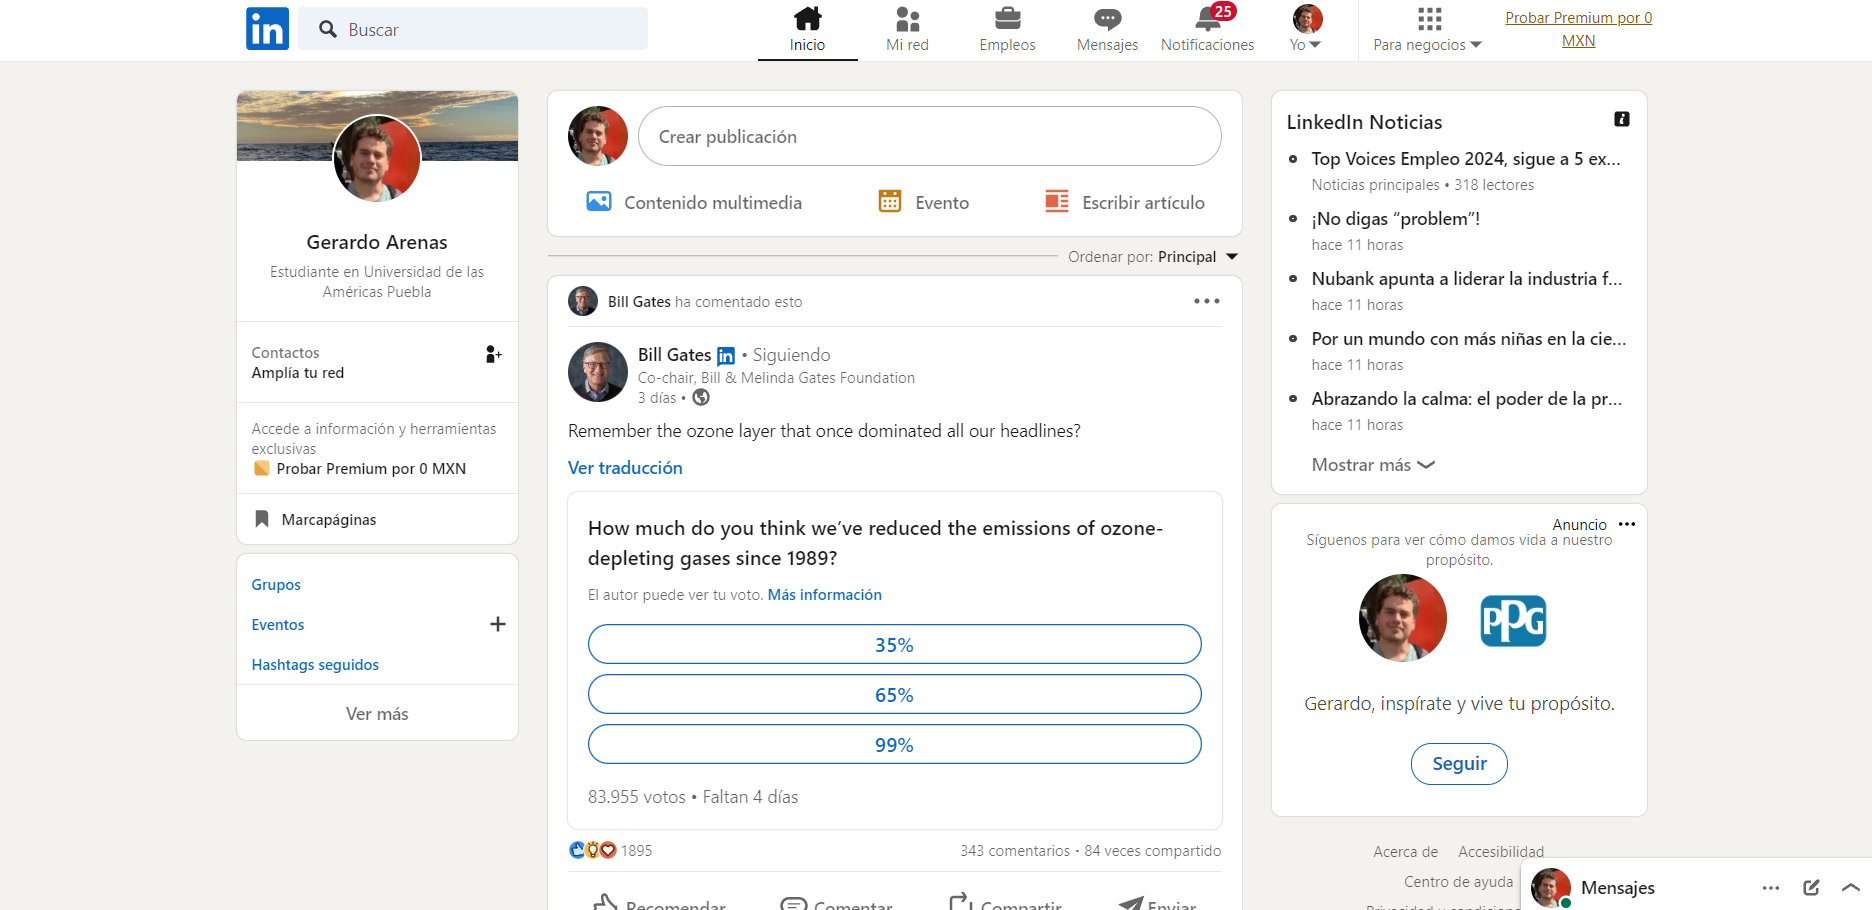 in
Buscar
Inicio
Mi red
Empleos
Mensajes
25
Notificaciones
Yo
Para negocios
Probar Premium por 0
MXN
Gerardo Arenas
Estudiante en Universidad de las
Américas Puebla
Contactos
Amplía tu red
Accede a información y herramientas
exclusivas
Probar Premium por 0 MXN
Marcapáginas
Grupos
Eventos
Hashtags seguidos
Ver más
Crear publicación
Contenido multimedia
Evento
Escribir artículo
Ordenar por: Principal
Bill Gates ha comentado esto
Bill Gates in • Siguiendo
Co-chair, Bill & Melinda Gates Foundation
3 días •
Remember the ozone layer that once dominated all our headlines?
Ver traducción
How much do you think we’ve reduced the emissions of ozone-
depleting gases since 1989?
El autor puede ver tu voto. Más información
35%
65%
99%
83.955 votos • Faltan 4 días
1895
343 comentarios • 84 veces compartido
Recomendar
Comentar
Compartir
Enviar
LinkedIn Noticias
Top Voices Empleo 2024, sigue a 5 ex...
Noticias principales • 318 lectores
¡No digas “problem”!
hace 11 horas
Nubank apunta a liderar la industria f...
hace 11 horas
Por un mundo con más niñas en la cie...
hace 11 horas
Abrazando la calma: el poder de la pr...
hace 11 horas
Mostrar más
Anuncio
Síguenos para ver cómo damos vida a nuestro
propósito.
PPG
Gerardo, inspírate y vive tu propósito.
Seguir
Acerca de
Accesibilidad
Centro de ayuda
Mensajes